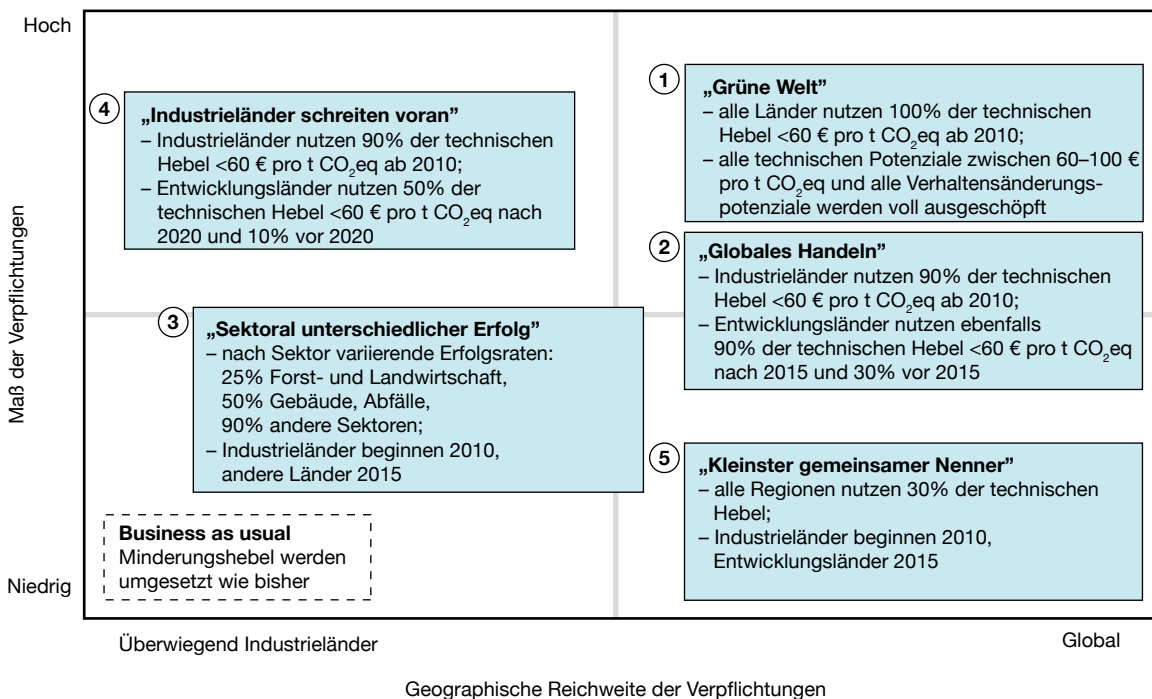 Hoch
Maß der Verpflichtungen
Niedrig
4
„Industrieländer schreiten voran”
– Industrieländer nutzen 90% der technischen
Hebel <60 € pro t CO₂eq ab 2010;
– Entwicklungsländer nutzen 50% der
technischen Hebel <60 € pro t CO₂eq nach
2020 und 10% vor 2020
1
„Grüne Welt”
– alle Länder nutzen 100% der technischen
Hebel <60 € pro t CO₂eq ab 2010;
– alle technischen Potenziale zwischen 60–100 €
pro t CO₂eq und alle Verhaltensänderungs-
potenziale werden voll ausgeschöpft
2
„Globales Handeln”
– Industrieländer nutzen 90% der technischen
Hebel <60 € pro t CO₂eq ab 2010;
– Entwicklungsländer nutzen ebenfalls
90% der technischen Hebel <60 € pro t CO₂eq
nach 2015 und 30% vor 2015
3
„Sektoral unterschiedlicher Erfolg”
– nach Sektor variierende Erfolgsraten:
25% Forst- und Landwirtschaft,
50% Gebäude, Abfälle,
90% andere Sektoren;
– Industrieländer beginnen 2010,
andere Länder 2015
5
„Kleinster gemeinsamer Nenner”
– alle Regionen nutzen 30% der technischen
Hebel;
– Industrieländer beginnen 2010,
Entwicklungsländer 2015
Business as usual
Minderungshebel werden
umgesetzt wie bisher
Überwiegend Industrieländer
Global
Geographische Reichweite der Verpflichtungen